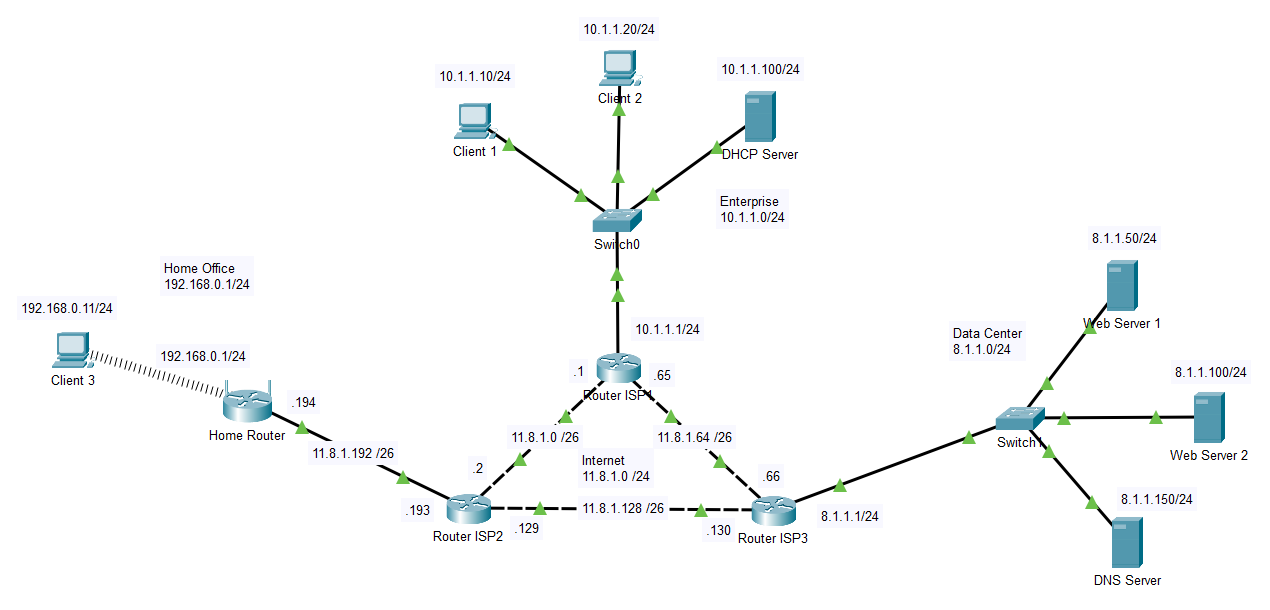 10.1.1.20/24
10.1.1.10/24
10.1.1.100/24
Client 2
Client 1
DHCP Server
Enterprise
10.1.1.0/24
Switch0
8.1.1.50/24
Home Office
192.168.0.1/24
192.168.0.11/24
Web Server 1
10.1.1.1/24
Data Center
8.1.1.0/24
192.168.0.1/24
Client 3
.1
.65
8.1.1.100/24
Router ISP1
.194
Home Router
11.8.1.0 /26
11.8.1.64 /26
Switch1
11.8.1.192 /26
Web Server 2
Internet
11.8.1.0 /24
.2
.66
8.1.1.150/24
.193
11.8.1.128 /26
8.1.1.1/24
.129
.130
Router ISP2
Router ISP3
DNS Server